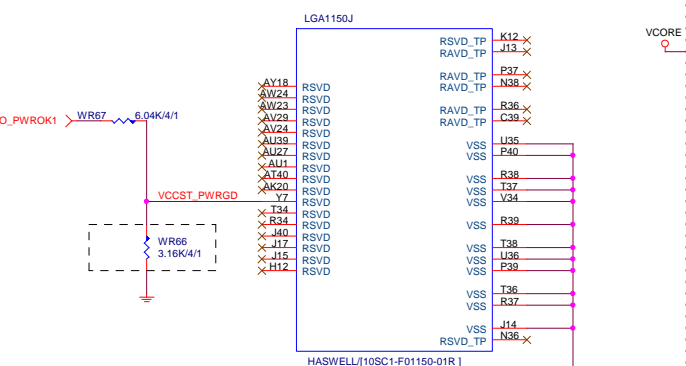 LGA1150J
VCORE
RSVD_TP K12
RAVD_TP J13
RAVD_TP P37
RAVD_TP N38
AY18 RSVD
AW24 RSVD
AW23 RSVD
RAVD_TP R36
RAVD_TP C39
O_PWROK1 WR67 6.04K/4/1
AV29 RSVD
AV24 RSVD
AU39 RSVD
VSS U35
AU27 RSVD
VSS P40
AU1 RSVD
AT40 RSVD
VSS R38
AK20 RSVD
VSS T37
VCCST_PWRGD Y7 RSVD
VSS V34
T34 RSVD
R34 RSVD
VSS R39
J40 RSVD
WR66
J17 RSVD
VSS T38
3.16K/4/1
J15 RSVD
VSS U36
H12 RSVD
VSS P39
VSS T36
VSS R37
VSS J14
RSVD_TP N36
HASWELL/[10SC1-F01150-01R ]